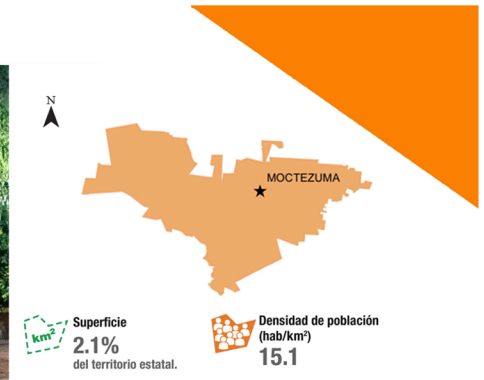 N
MOCTEZUMA
km²
Superficie
2.1%
del territorio estatal.
Densidad de población
(hab/km²)
15.1